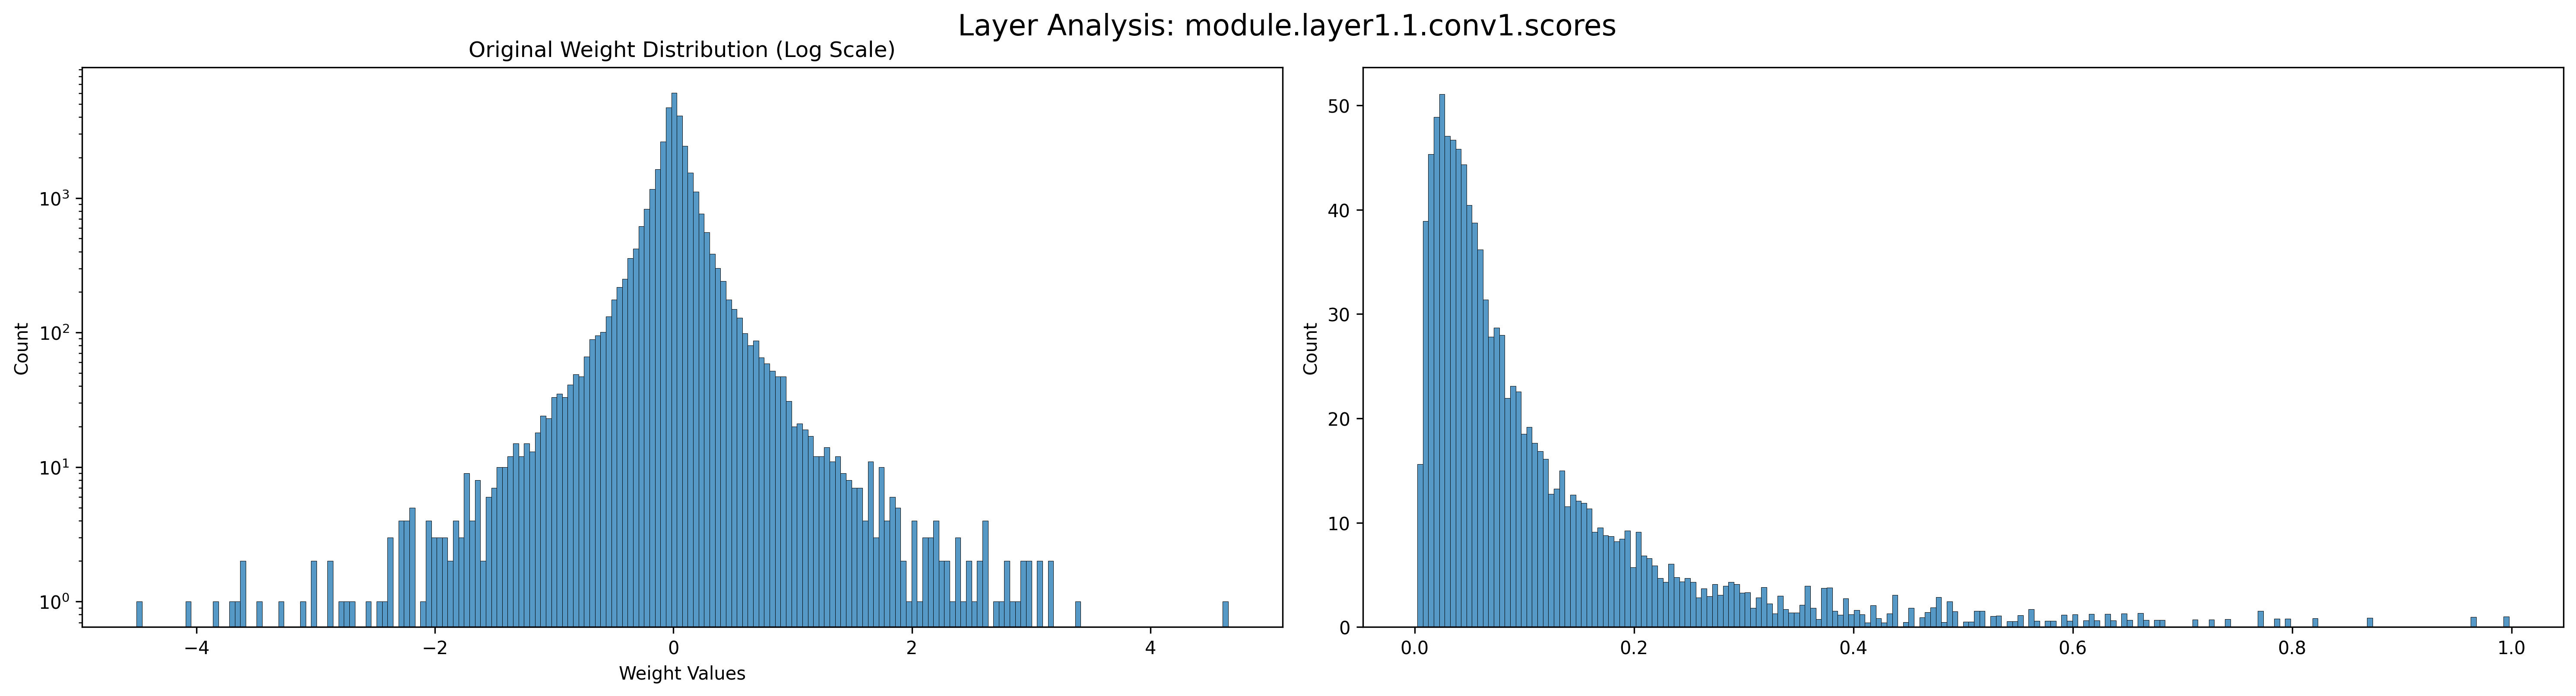 Layer Analysis: module.layer1.1.conv1.scores
Original Weight Distribution (Log Scale)
Count
10³
10²
10¹
10⁰
−4 −2 0 2 4
Weight Values
Count
50
40
30
20
10
0
0.0 0.2 0.4 0.6 0.8 1.0